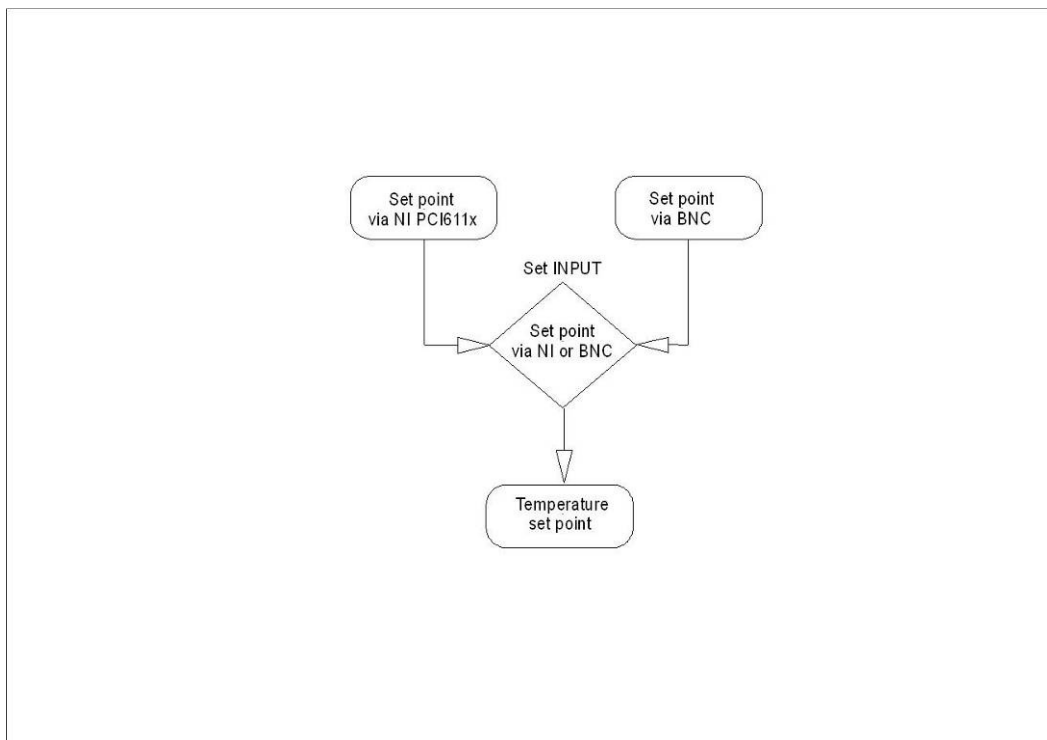 Set point
via NI PCI611x
Set point
via BNC
Set INPUT
Set point
via NI or BNC
Temperature
set point